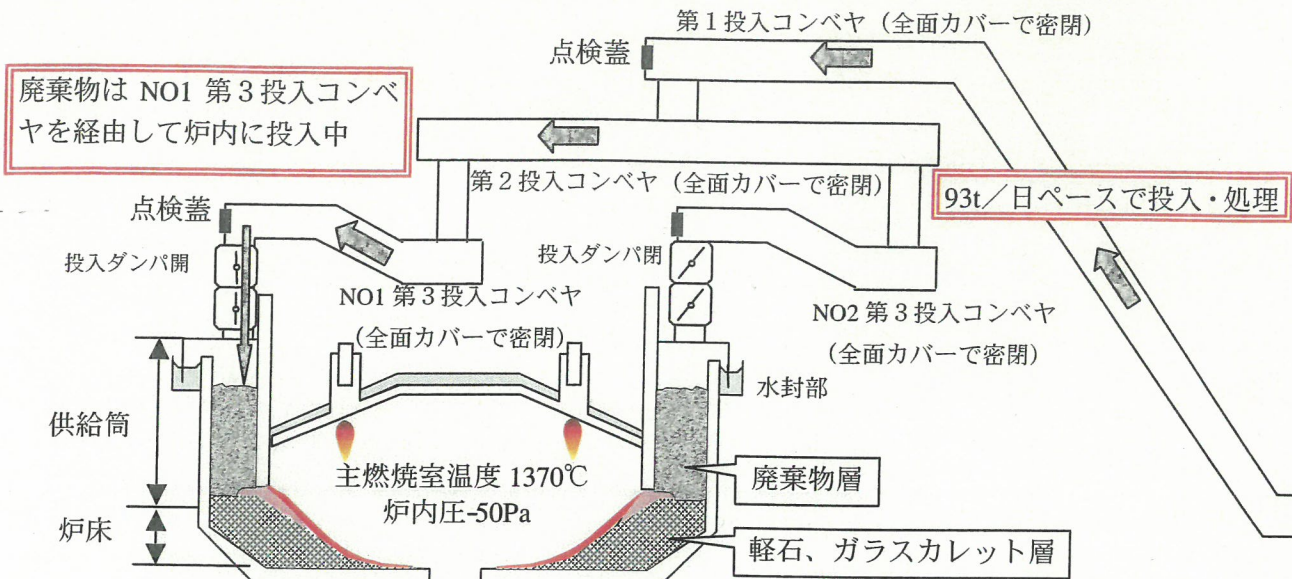 第1投入コンベヤ (全面カバーで密閉)
点検蓋
廃棄物は NO1 第3投入コンベ
ヤを経由して炉内に投入中
第2投入コンベヤ (全面カバーで密閉)
93t/日ペースで投入・処理
点検蓋
投入ダンパ開
投入ダンパ閉
NO1 第3投入コンベヤ
(全面カバーで密閉)
NO2 第3投入コンベヤ
(全面カバーで密閉)
水封部
供給筒
主燃焼室温度 1370℃
炉内圧-50Pa
廃棄物層
炉床
軽石、ガラスカレット層